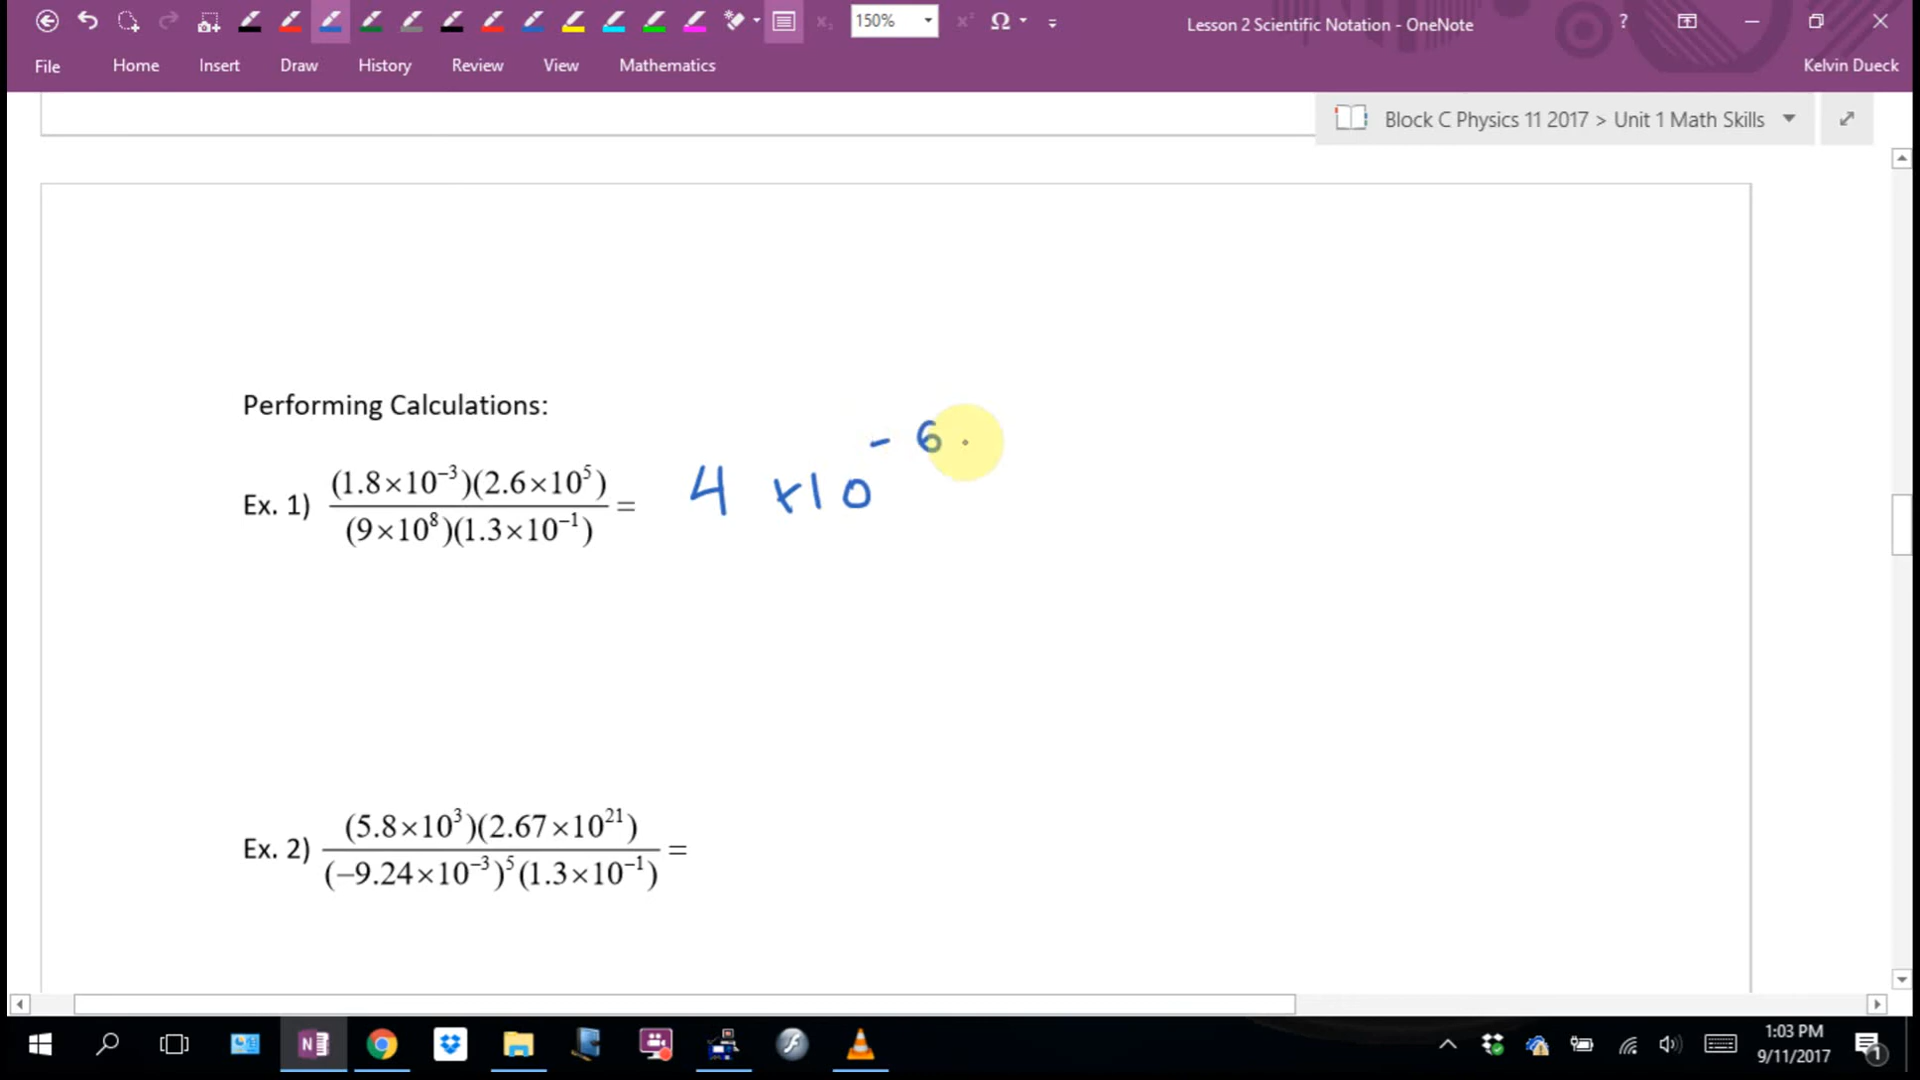 150% Ω Lesson 2 Scientific Notation - OneNote ?
File Home Insert Draw History Review View Mathematics Kelvin Dueck
Block C Physics 11 2017 > Unit 1 Math Skills
Performing Calculations:
Ex. 1) (1.8×10⁻³)(2.6×10⁵) / (9×10⁸)(1.3×10⁻¹) = 4 ×10⁻⁶
Ex. 2) (5.8×10³)(2.67×10²¹) / (−9.24×10⁻³)⁵(1.3×10⁻¹) =
1:03 PM
9/11/2017
1